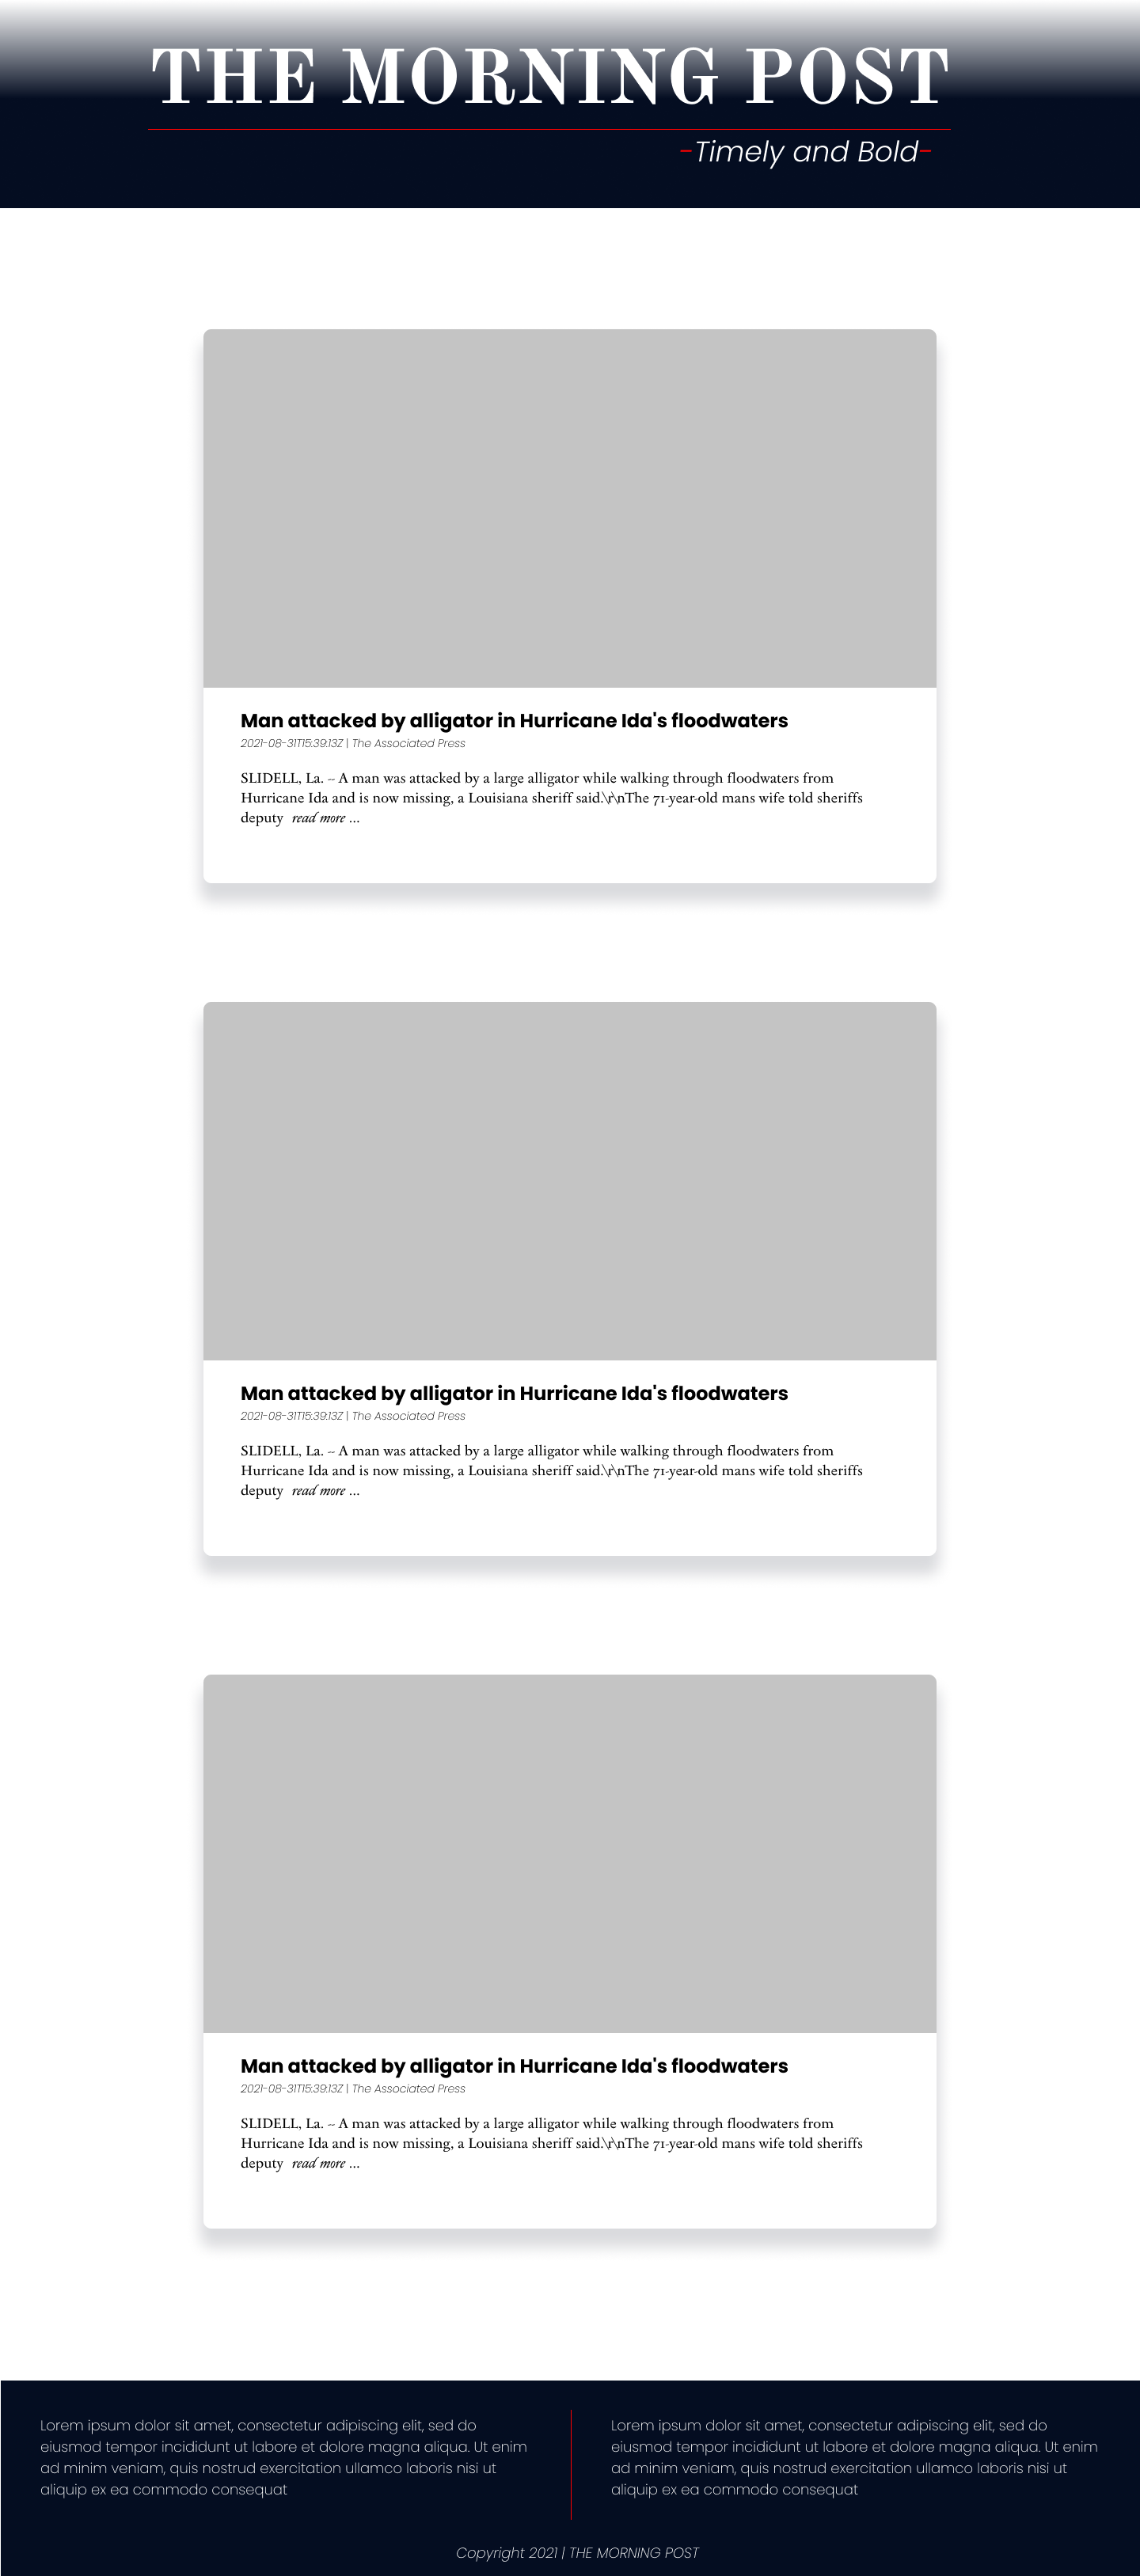 THE MORNING POST
-Timely and Bold-
Man attacked by alligator in Hurricane Ida's floodwaters
2021-08-31T15:39:13Z | The Associated Press
SLIDELL, La. -- A man was attacked by a large alligator while walking through floodwaters from
Hurricane Ida and is now missing, a Louisiana sheriff said.\r\nThe 71-year-old mans wife told sheriffs
deputy read more ...
Man attacked by alligator in Hurricane Ida's floodwaters
2021-08-31T15:39:13Z | The Associated Press
SLIDELL, La. -- A man was attacked by a large alligator while walking through floodwaters from
Hurricane Ida and is now missing, a Louisiana sheriff said.\r\nThe 71-year-old mans wife told sheriffs
deputy read more ...
Man attacked by alligator in Hurricane Ida's floodwaters
2021-08-31T15:39:13Z | The Associated Press
SLIDELL, La. -- A man was attacked by a large alligator while walking through floodwaters from
Hurricane Ida and is now missing, a Louisiana sheriff said.\r\nThe 71-year-old mans wife told sheriffs
deputy read more ...
Lorem ipsum dolor sit amet, consectetur adipiscing elit, sed do
eiusmod tempor incididunt ut labore et dolore magna aliqua. Ut enim
ad minim veniam, quis nostrud exercitation ullamco laboris nisi ut
aliquip ex ea commodo consequat
Lorem ipsum dolor sit amet, consectetur adipiscing elit, sed do
eiusmod tempor incididunt ut labore et dolore magna aliqua. Ut enim
ad minim veniam, quis nostrud exercitation ullamco laboris nisi ut
aliquip ex ea commodo consequat
Copyright 2021 | THE MORNING POST